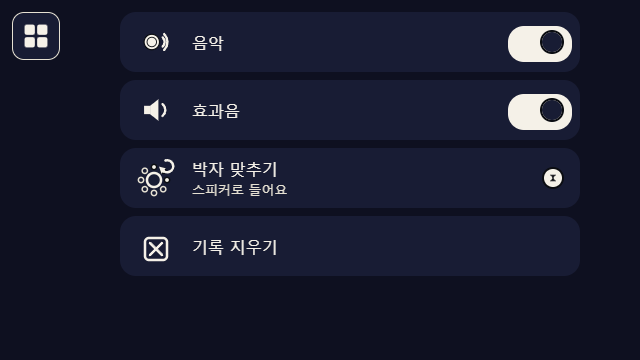 음악
효과음
박자 맞추기
스피커로 들어요
기록 지우기